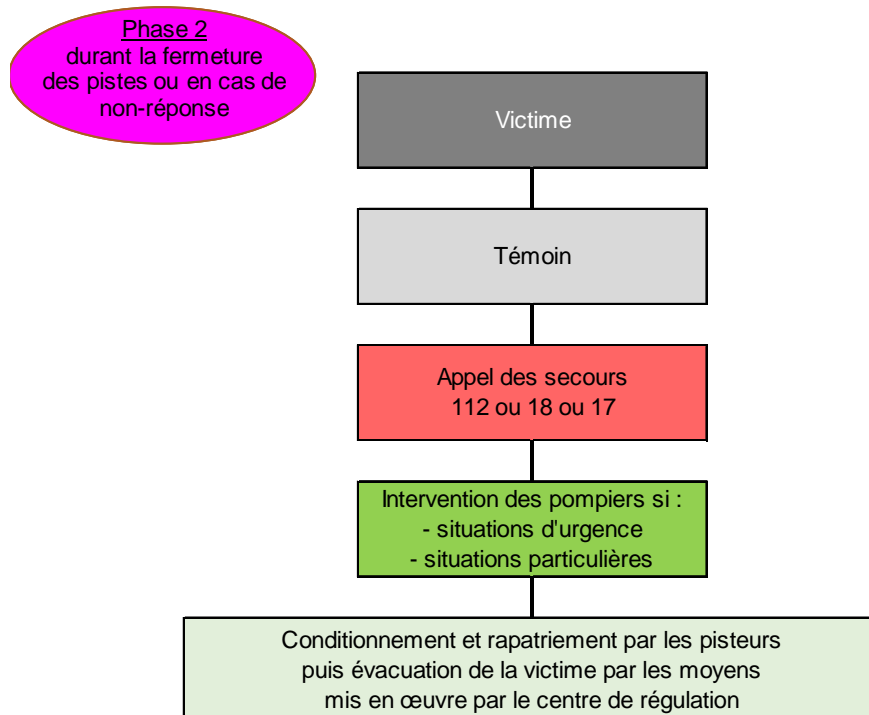 Phase 2
durant la fermeture
des pistes ou en cas de
non-réponse
Victime
Témoin
Appel des secours
112 ou 18 ou 17
Intervention des pompiers si :
- situations d'urgence
- situations particulières
Conditionnement et rapatriement par les pisteurs
puis évacuation de la victime par les moyens
mis en œuvre par le centre de régulation